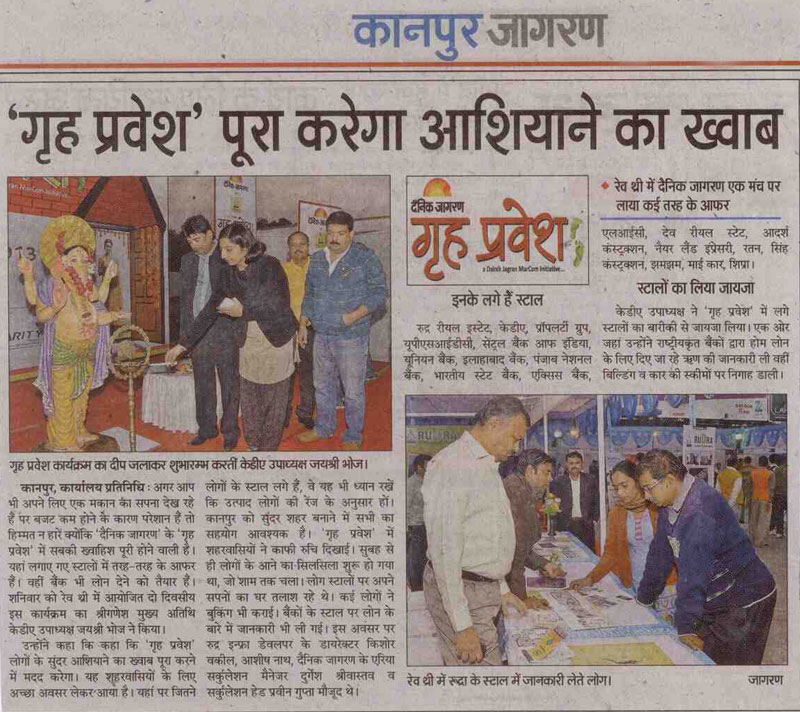 कानपुर जागरण
'गृह प्रवेश' पूरा करेगा आशियाने का ख्वाब
दैनिक जागरण
गृह प्रवेश
a Dainik Jagran MarCom Initiative...
◆ रेव थ्री में दैनिक जागरण एक मंच पर
लाया कई तरह के आफर
इनके लगे हैं स्टाल
रुद्र रीयल इस्टेट, केडीए, प्रॉपलर्टी ग्रुप,
यूपीएसआईडीसी, सेंट्रल बैंक आफ इंडिया,
यूनियन बैंक, इलाहाबाद बैंक, पंजाब नेशनल
बैंक, भारतीय स्टेट बैंक, एक्सिस बैंक,
एलआईसी, देव रीयल स्टेट, आदर्श
कंस्ट्रक्शन, नैयर लैंड इंप्रेसरी, रतन, सिंह
कंस्ट्रक्शन, झमझम, माई कार, शिप्रा।
स्टालों का लिया जायजा
केडीए उपाध्यक्ष ने 'गृह प्रवेश' में लगे
स्टालों का बारीकी से जायजा लिया। एक ओर
जहां उन्होंने राष्ट्रीयकृत बैंकों द्वारा होम लोन
के लिए दिए जा रहे ऋण की जानकारी ली वहीं
बिल्डिंग व कार की स्कीमों पर निगाह डाली।
गृह प्रवेश कार्यक्रम का दीप जलाकर शुभारम्भ करतीं केडीए उपाध्यक्ष जयश्री भोज।
कानपुर, कार्यालय प्रतिनिधि : अगर आप
भी अपने लिए एक मकान का सपना देख रहे
हैं पर बजट कम होने के कारण परेशान हैं तो
हिम्मत न हारें क्योंकि 'दैनिक जागरण' के 'गृह
प्रवेश' में सबकी ख्वाहिश पूरी होने वाली है।
यहां लगाए गए स्टालों में तरह-तरह के आफर
हैं। वहीं बैंक भी लोन देने को तैयार हैं।
शनिवार को रेव थ्री में आयोजित दो दिवसीय
इस कार्यक्रम का श्रीगणेश मुख्य अतिथि
केडीए उपाध्यक्ष जयश्री भोज ने किया।
उन्होंने कहा कि कहा कि 'गृह प्रवेश'
लोगों के सुंदर आशियाने का ख्वाब पूरा करने
में मदद करेगा। यह शहरवासियों के लिए
अच्छा अवसर लेकर आया है। यहां पर जितने
लोगों के स्टाल लगे हैं, वे यह भी ध्यान रखें
कि उत्पाद लोगों की रेंज के अनुसार हों।
कानपुर को सुंदर शहर बनाने में सभी का
सहयोग आवश्यक है। 'गृह प्रवेश' में
शहरवासियों ने काफी रुचि दिखाई। सुबह से
ही लोगों के आने का सिलसिला शुरू हो गया
था, जो शाम तक चला। लोग स्टालों पर अपने
सपनों का घर तलाश रहे थे। कई लोगों ने
बुकिंग भी कराई। बैंकों के स्टाल पर लोन के
बारे में जानकारी भी ली गई। इस अवसर पर
रुद्र इन्फ्रा डेवलपर के डायरेक्टर किशोर
वकील, आशीष नाथ, दैनिक जागरण के एरिया
सर्कुलेशन मैनेजर दुर्गेश श्रीवास्तव व
सर्कुलेशन हेड प्रवीन गुप्ता मौजूद थे।
रेव थ्री में रूद्रा के स्टाल में जानकारी लेते लोग।
जागरण